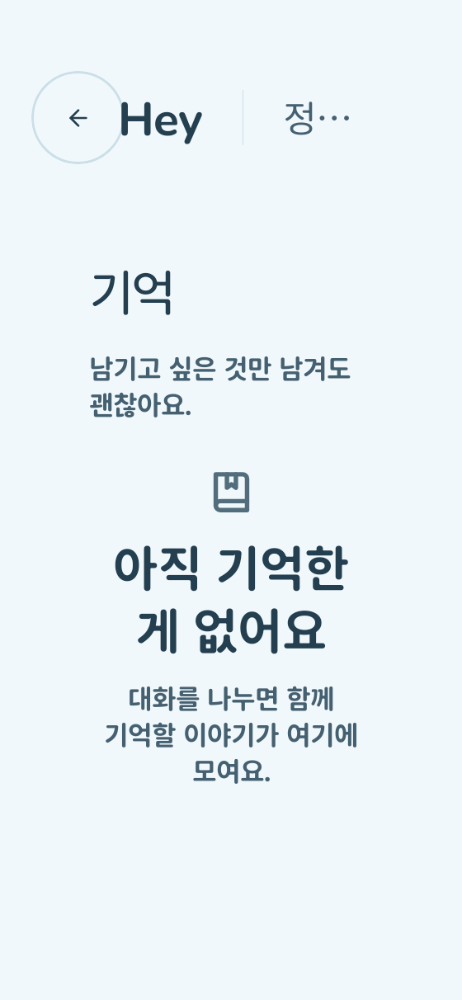 Hey 정…
기억
남기고 싶은 것만 남겨도
괜찮아요.
아직 기억한
게 없어요
대화를 나누면 함께
기억할 이야기가 여기에
모여요.